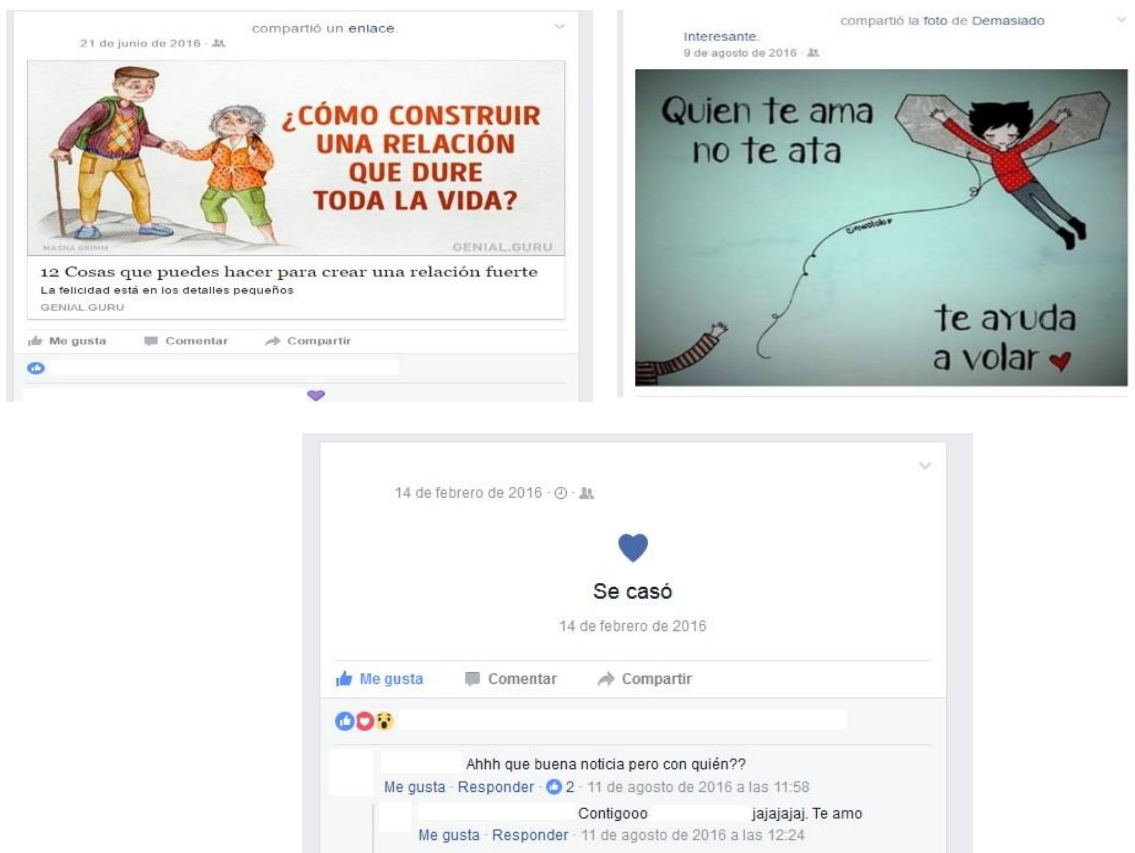 compartió un enlace.
21 de junio de 2016 ·
¿CÓMO CONSTRUIR
UNA RELACIÓN
QUE DURE
TODA LA VIDA?
MASHA GRIMM
GENIAL.GURU
12 Cosas que puedes hacer para crear una relación fuerte
La felicidad está en los detalles pequeños
GENIAL.GURU
Me gusta Comentar Compartir
compartió la foto de Demasiado
Interesante.
9 de agosto de 2016 ·
Quien te ama
no te ata
te ayuda
a volar
14 de febrero de 2016 · ·
Se casó
14 de febrero de 2016
Me gusta Comentar Compartir
Ahhh que buena noticia pero con quién??
Me gusta · Responder · 2 · 11 de agosto de 2016 a las 11:58
Contigooo jajajajaj. Te amo
Me gusta · Responder · 11 de agosto de 2016 a las 12:24